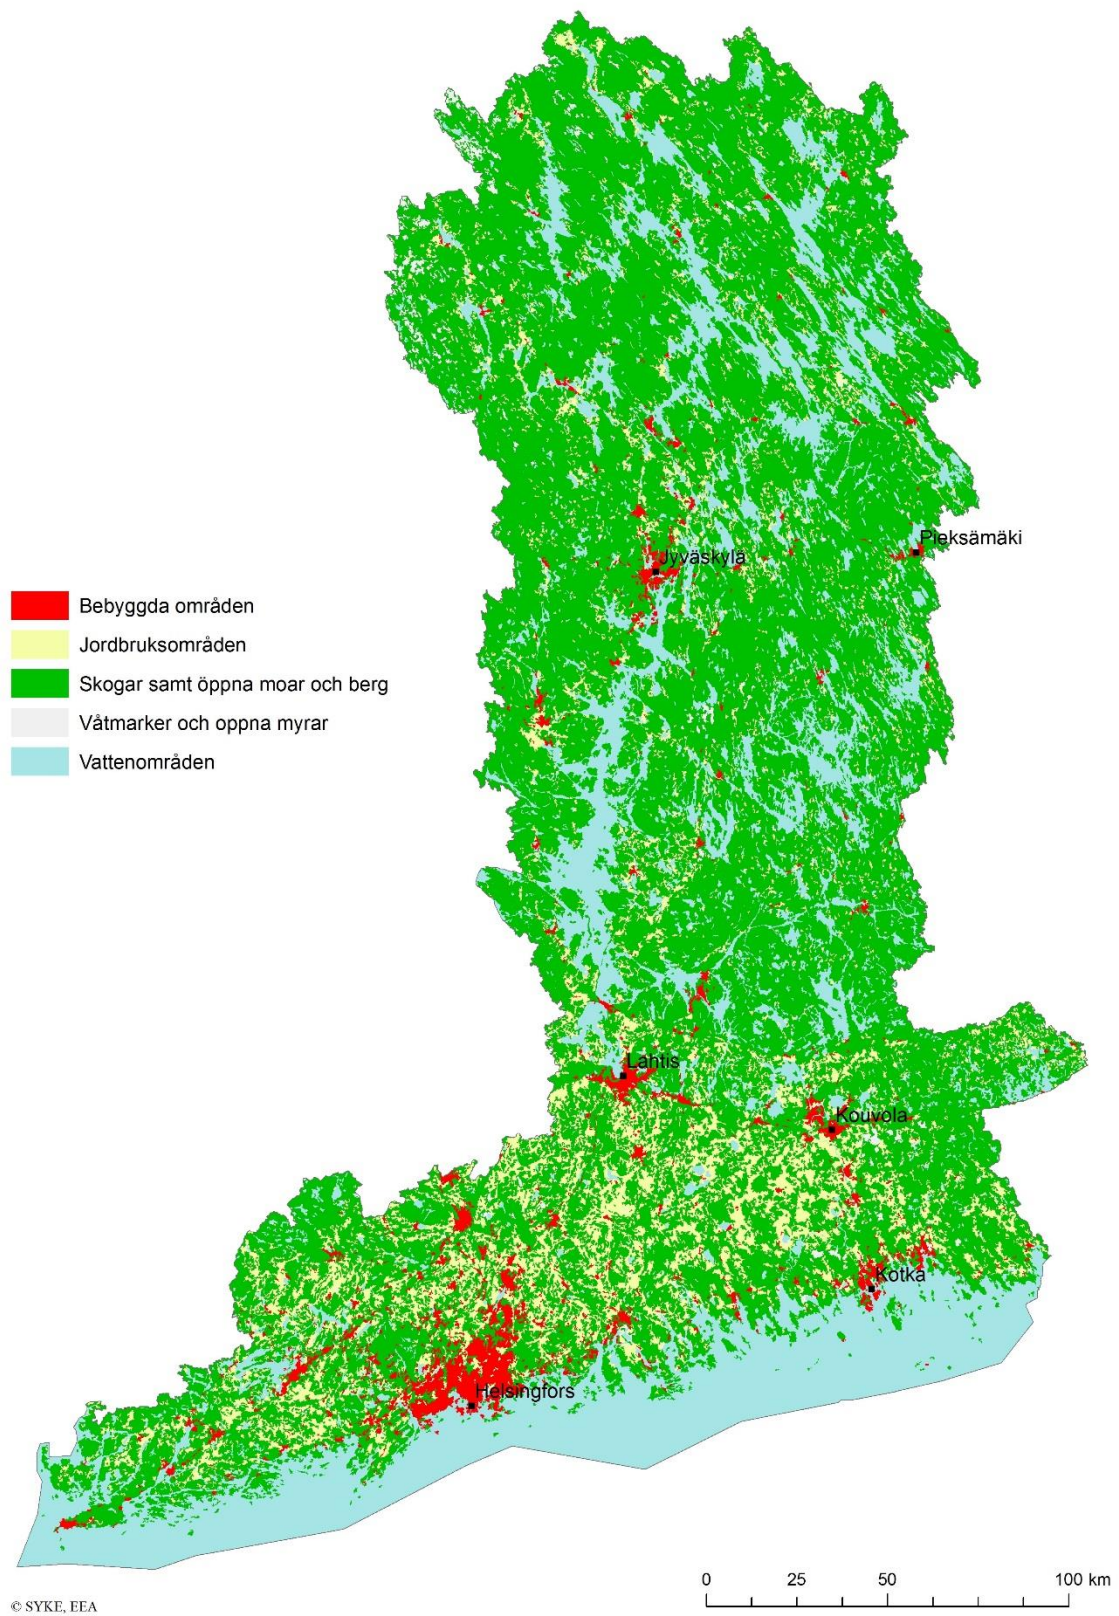 Pieksämäki
Jyväskylä
Bebyggda områden
Jordbruksområden
Skogar samt öppna moar och berg
Våtmarker och oppna myrar
Vattenområden
Lahtis
Kouvola
Kotka
Helsingfors
0 25 50 100 km
© SYKE, EEA